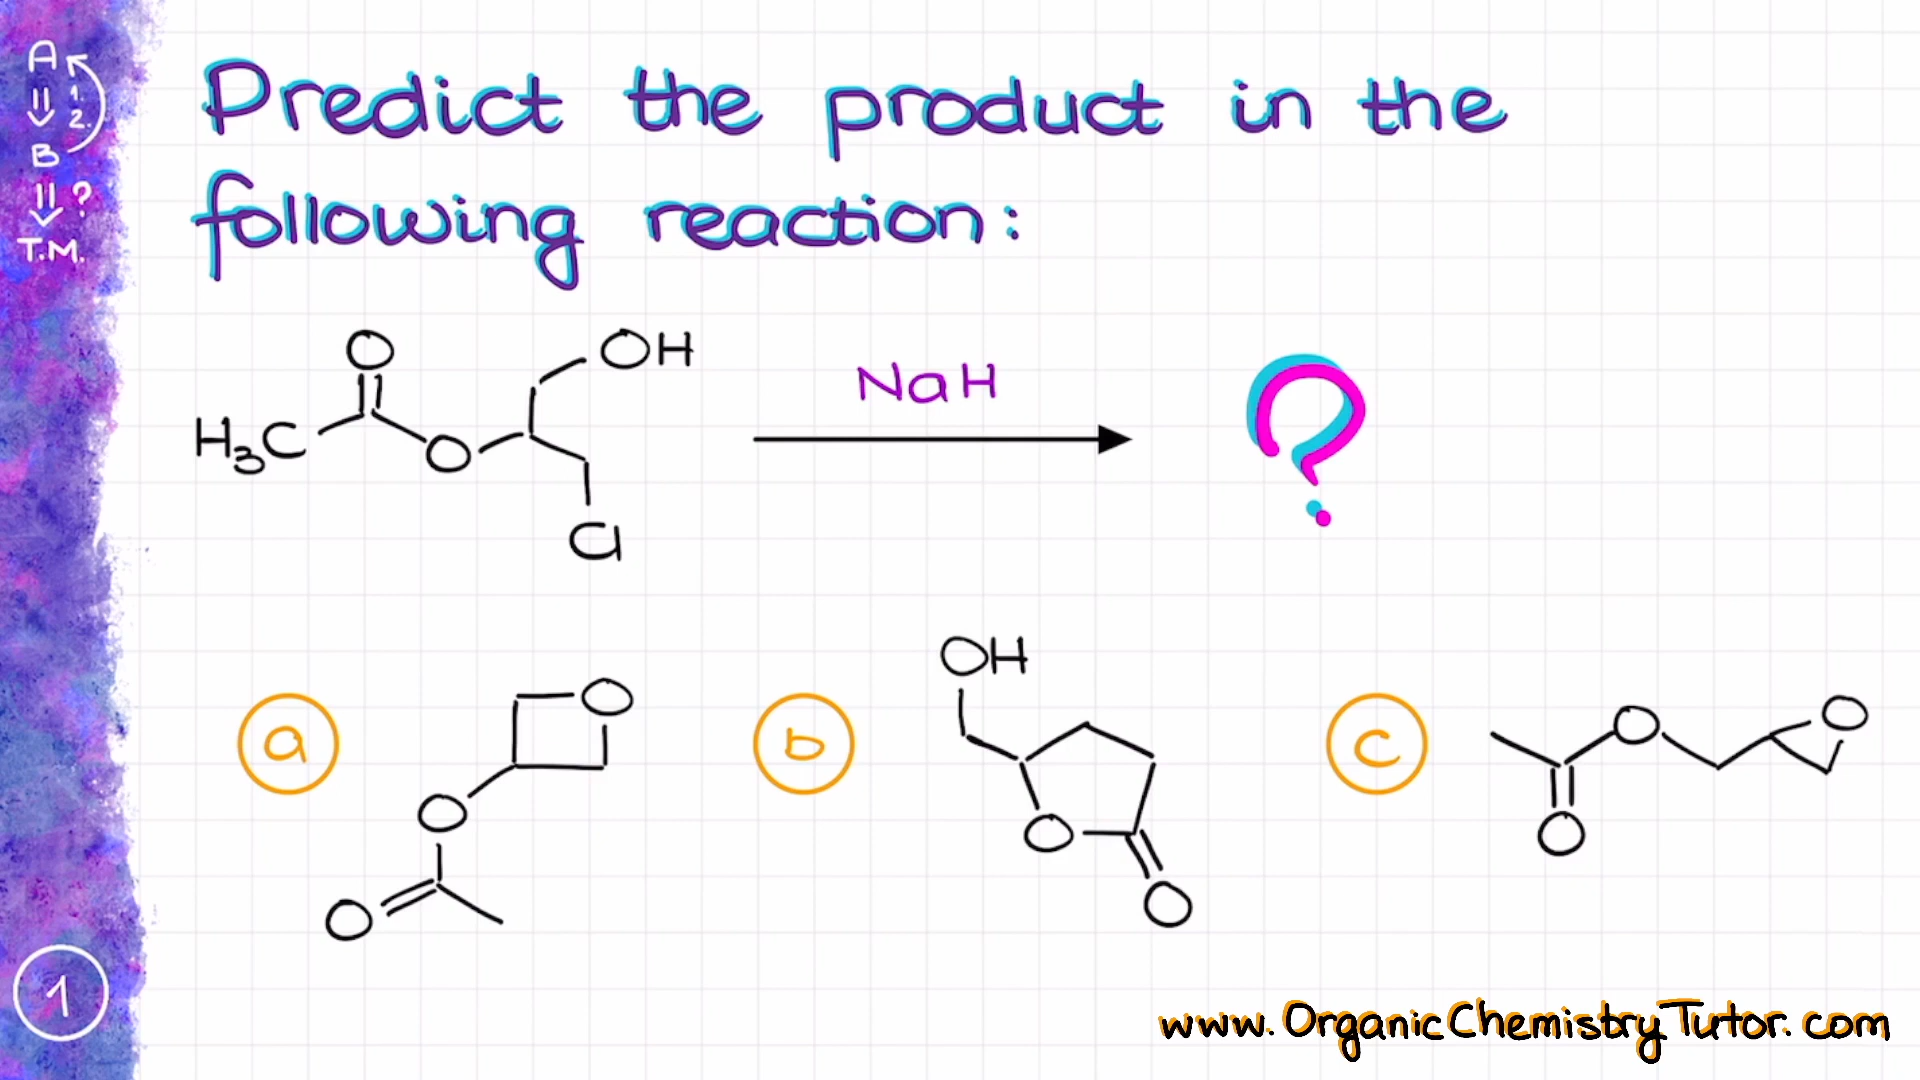 A
1.
2.
B
?
T.M.
Predict the product in the
following reaction:
O
OH
H3C
O
Cl
NaH
?
a
O
O
O
b
OH
O
O
c
O
O
O
1
www.OrganicChemistryTutor.com